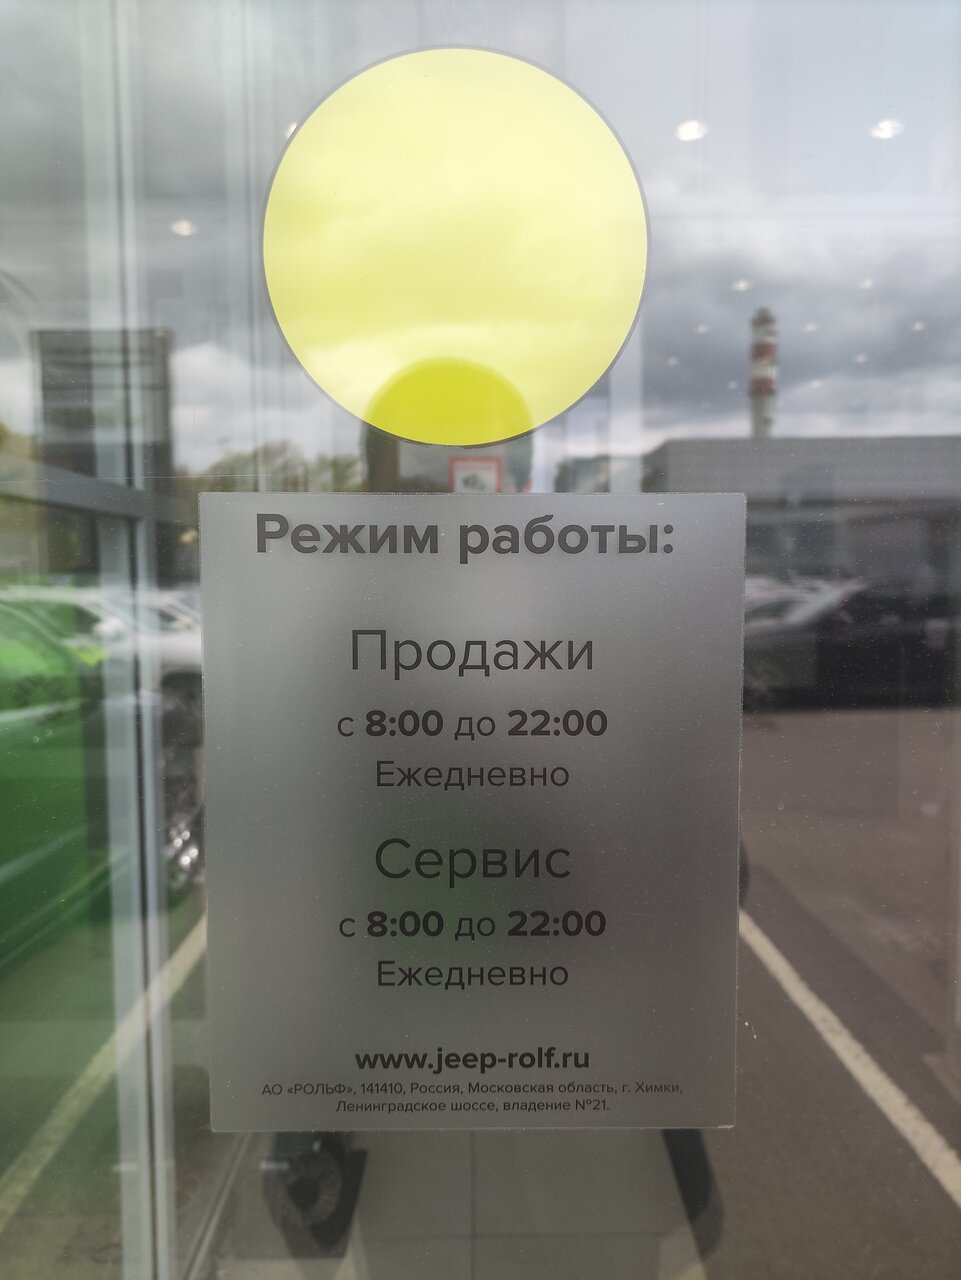 Режим работы:
Продажи
с 8:00 до 22:00
Ежедневно
Сервис
с 8:00 до 22:00
Ежедневно
www.jeep-rolf.ru
АО «РОЛЬФ», 141410, Россия, Московская область, г. Химки,
Ленинградское шоссе, владение №21.